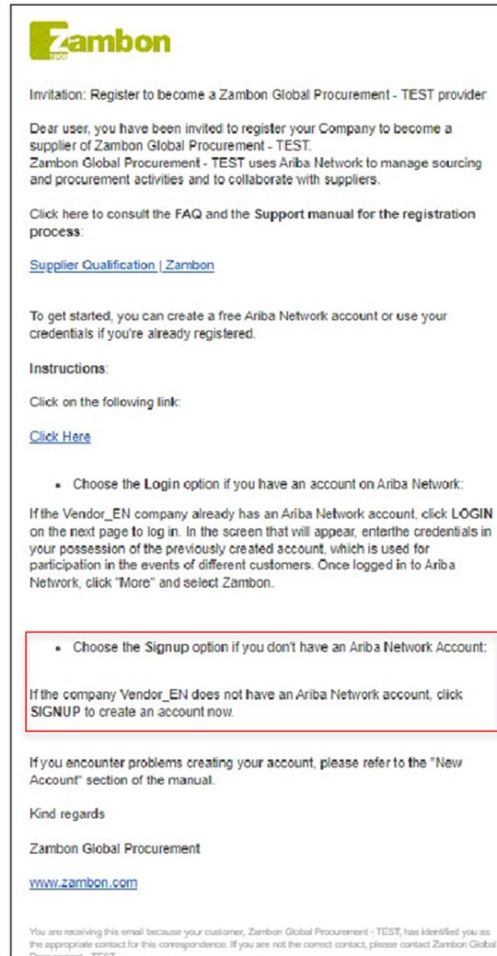 Zambon
TEST
Invitation: Register to become a Zambon Global Procurement - TEST provider
Dear user, you have been invited to register your Company to become a
supplier of Zambon Global Procurement - TEST.
Zambon Global Procurement - TEST uses Ariba Network to manage sourcing
and procurement activities and to collaborate with suppliers.
Click here to consult the FAQ and the Support manual for the registration
process:
Supplier Qualification | Zambon
To get started, you can create a free Ariba Network account or use your
credentials if you're already registered.
Instructions:
Click on the following link:
Click Here
• Choose the Login option if you have an account on Ariba Network:
If the Vendor_EN company already has an Ariba Network account, click LOGIN
on the next page to log in. In the screen that will appear, enterthe credentials in
your possession of the previously created account, which is used for
participation in the events of different customers. Once logged in to Ariba
Network, click "More" and select Zambon.
• Choose the Signup option if you don't have an Ariba Network Account:
If the company Vendor_EN does not have an Ariba Network account, click
SIGNUP to create an account now.
If you encounter problems creating your account, please refer to the "New
Account" section of the manual.
Kind regards
Zambon Global Procurement
www.zambon.com
You are receiving this email because your customer, Zambon Global Procurement - TEST, has identified you as
the appropriate contact for this correspondence. If you are not the correct contact, please contact Zambon Global
Procurement - TEST